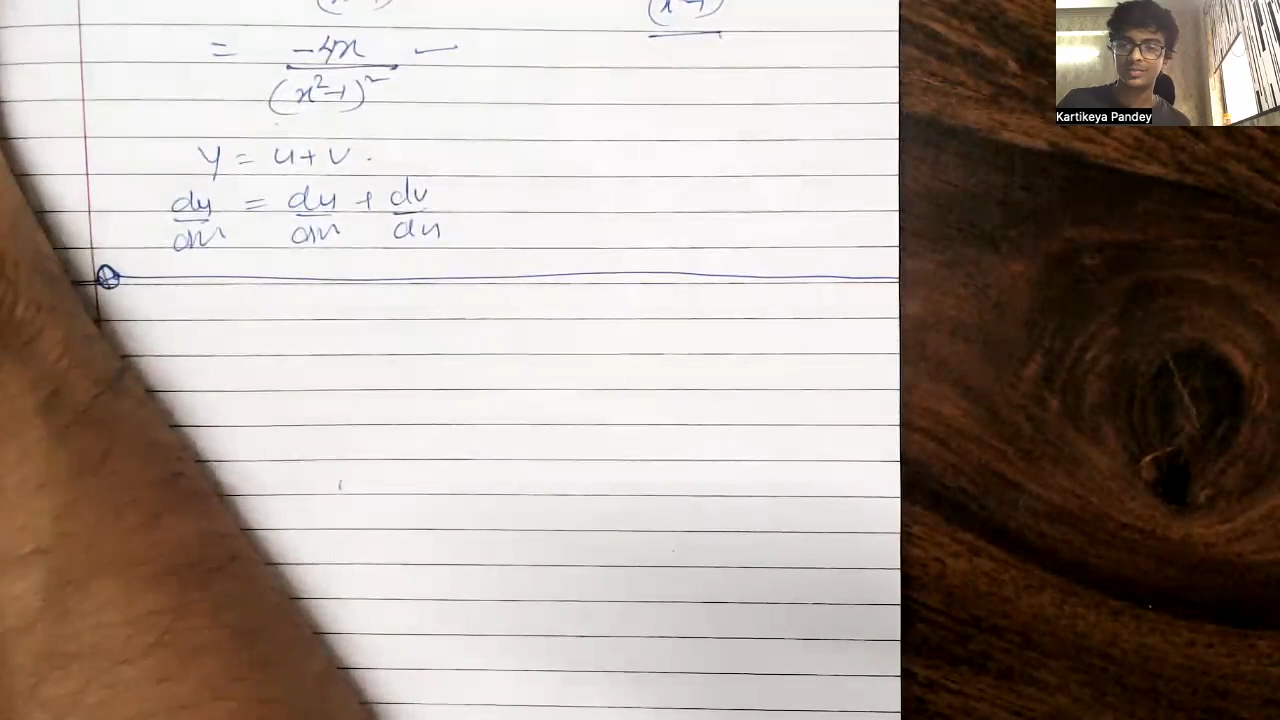 = -4x / (x²-1)²
Kartikeya Pandey
y = u+v.
dy/dx = du/dx + dv/dx